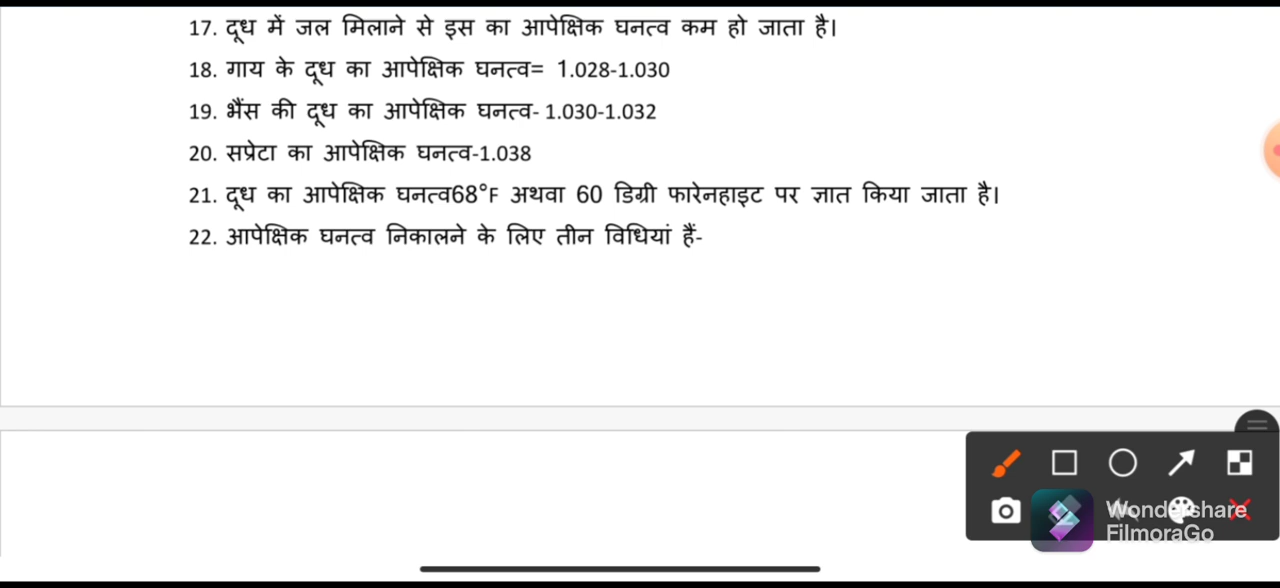 17. दूध में जल मिलाने से इस का आपेक्षिक घनत्व कम हो जाता है।
18. गाय के दूध का आपेक्षिक घनत्व= 1.028-1.030
19. भैंस की दूध का आपेक्षिक घनत्व- 1.030-1.032
20. सप्रेटा का आपेक्षिक घनत्व-1.038
21. दूध का आपेक्षिक घनत्व68°F अथवा 60 डिग्री फारेनहाइट पर ज्ञात किया जाता है।
22. आपेक्षिक घनत्व निकालने के लिए तीन विधियां हैं-
Wondershare
FilmoraGo